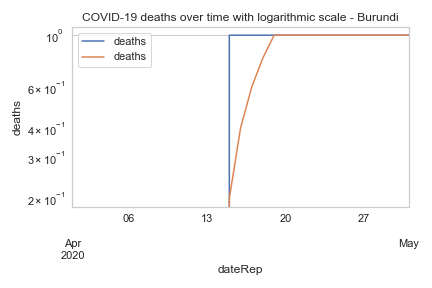 COVID-19 deaths over time with logarithmic scale - Burundi
deaths
deaths
deaths
10⁰
6 × 10⁻¹
4 × 10⁻¹
3 × 10⁻¹
2 × 10⁻¹
06 13 20 27
Apr May
2020
dateRep